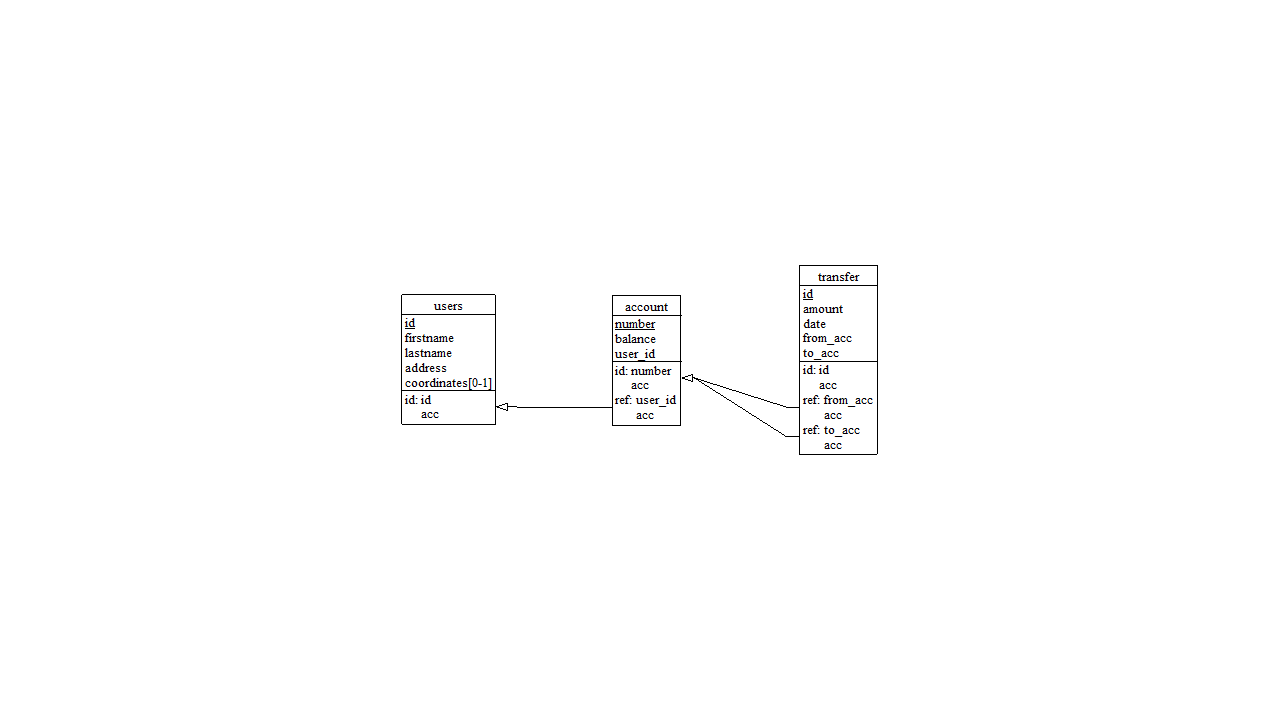 users
id
firstname
lastname
address
coordinates[0-1]
id: id
acc
account
number
balance
user_id
id: number
acc
ref: user_id
acc
transfer
id
amount
date
from_acc
to_acc
id: id
acc
ref: from_acc
acc
ref: to_acc
acc